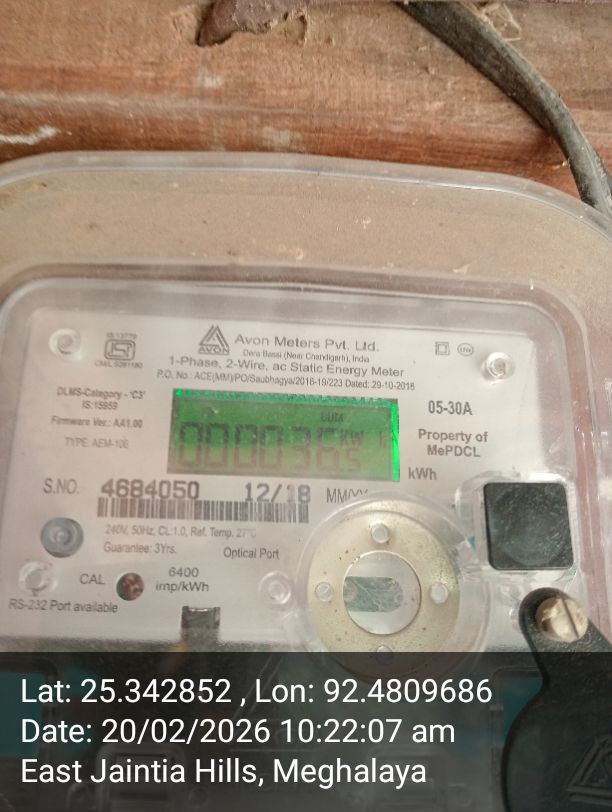 IS:13779
CM/L 9291180
AVON
Avon Meters Pvt. Ltd.
Dera Bassi (Near Chandigarh), India
1-Phase, 2-Wire, ac Static Energy Meter
P.O. No.: ACE(MM)/PO/Saubhagya/2018-19/223 Dated: 29-10-2018
DLMS-Category - 'C3'
IS:15959
Firmware Ver.: AA1.00
TYPE: AEM-106
05-30A
Property of
MePDCL
kWh
S.NO. 4684050 12/18
240V, 50Hz, CL:1.0, Ref. Temp. 27°C
Guarantee: 3Yrs. Optical Port
CAL 6400
imp/kWh
RS-232 Port available
Lat: 25.342852 , Lon: 92.4809686
Date: 20/02/2026 10:22:07 am
East Jaintia Hills, Meghalaya